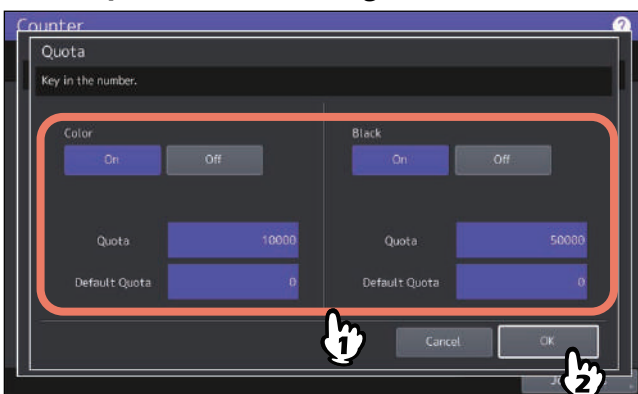 Counter ?
Quota
Key in the number.
Color Black
On Off On Off
Quota 10000 Quota 50000
Default Quota 0 Default Quota 0
1
Cancel OK
2